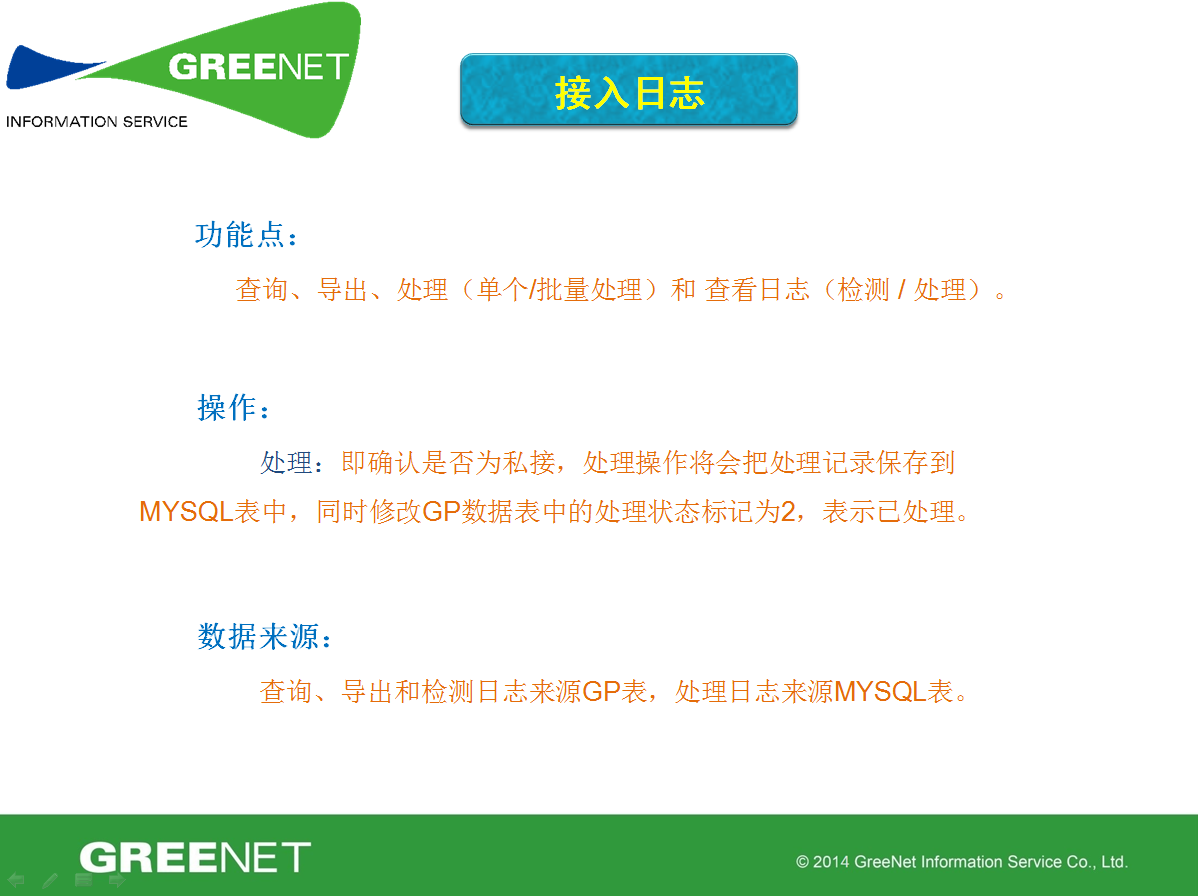 GREENET
INFORMATION SERVICE
接入日志
功能点：
查询、导出、处理（单个/批量处理）和 查看日志（检测 / 处理）。
操作：
处理：即确认是否为私接，处理操作将会把处理记录保存到
MYSQL表中，同时修改GP数据表中的处理状态标记为2，表示已处理。
数据来源：
查询、导出和检测日志来源GP表，处理日志来源MYSQL表。
GREENET
© 2014 GreeNet Information Service Co., Ltd.